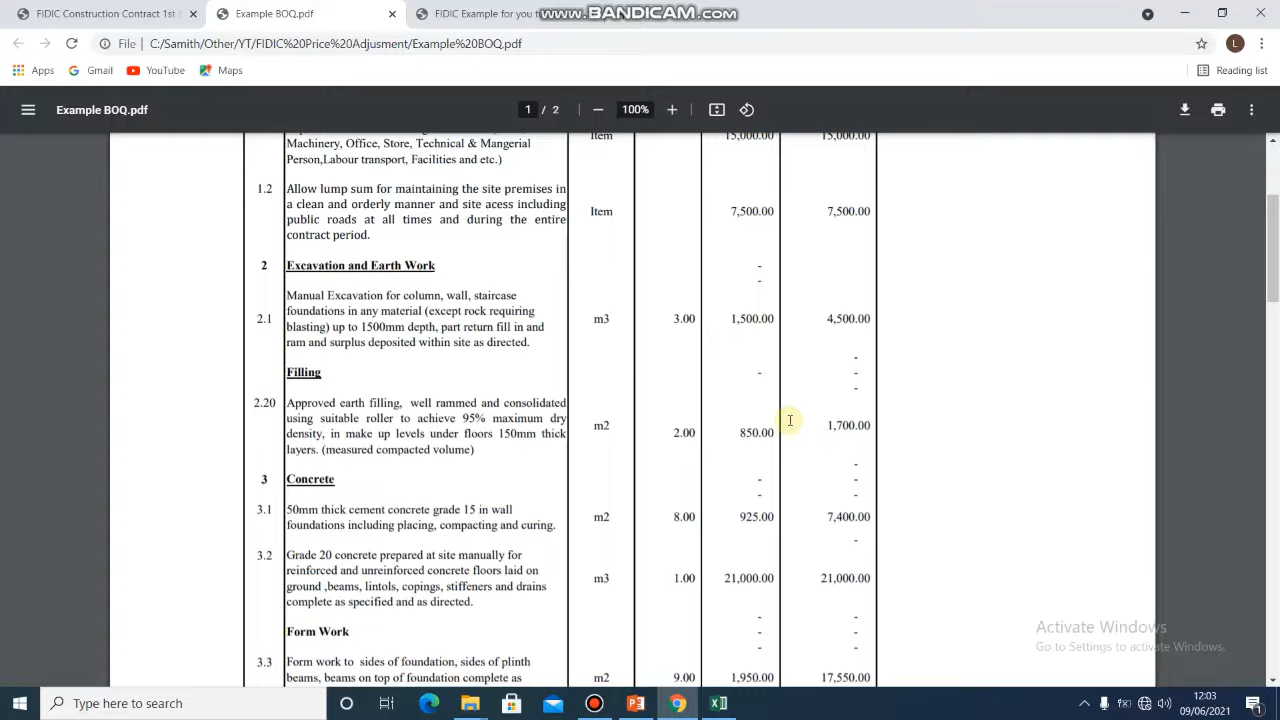 FIDIC Construction Contract 1st E
Example BOQ.pdf
FIDIC Example for you t
www.BANDICAM.com
File | C:/Samith/Other/YT/FIDIC%20Price%20Adjusment/Example%20BOQ.pdf
L
Apps Gmail YouTube Maps
Reading list
Example BOQ.pdf
1 / 2
100%
Item 15,000.00 15,000.00
Machinery, Office, Store, Technical & Mangerial
Person,Labour transport, Facilities and etc.)
1.2 Allow lump sum for maintaining the site premises in
a clean and orderly manner and site acess including
public roads at all times and during the entire
contract period.
Item 7,500.00 7,500.00
2 Excavation and Earth Work -
-
2.1 Manual Excavation for column, wall, staircase
foundations in any material (except rock requiring
blasting) up to 1500mm depth, part return fill in and
ram and surplus deposited within site as directed.
m3 3.00 1,500.00 4,500.00
-
Filling - -
-
2.20 Approved earth filling, well rammed and consolidated
using suitable roller to achieve 95% maximum dry
density, in make up levels under floors 150mm thick
layers. (measured compacted volume)
m2 2.00 850.00 1,700.00
-
3 Concrete - -
- -
3.1 50mm thick cement concrete grade 15 in wall
foundations including placing, compacting and curing.
m2 8.00 925.00 7,400.00
-
3.2 Grade 20 concrete prepared at site manually for
reinforced and unreinforced concrete floors laid on
ground ,beams, lintols, copings, stiffeners and drains
complete as specified and as directed.
m3 1.00 21,000.00 21,000.00
- -
Form Work - -
- -
3.3 Form work to sides of foundation, sides of plinth
beams, beams on top of foundation complete as
m2 9.00 1,950.00 17,550.00
Activate Windows
Go to Settings to activate Windows.
Type here to search
12:03
09/06/2021
1